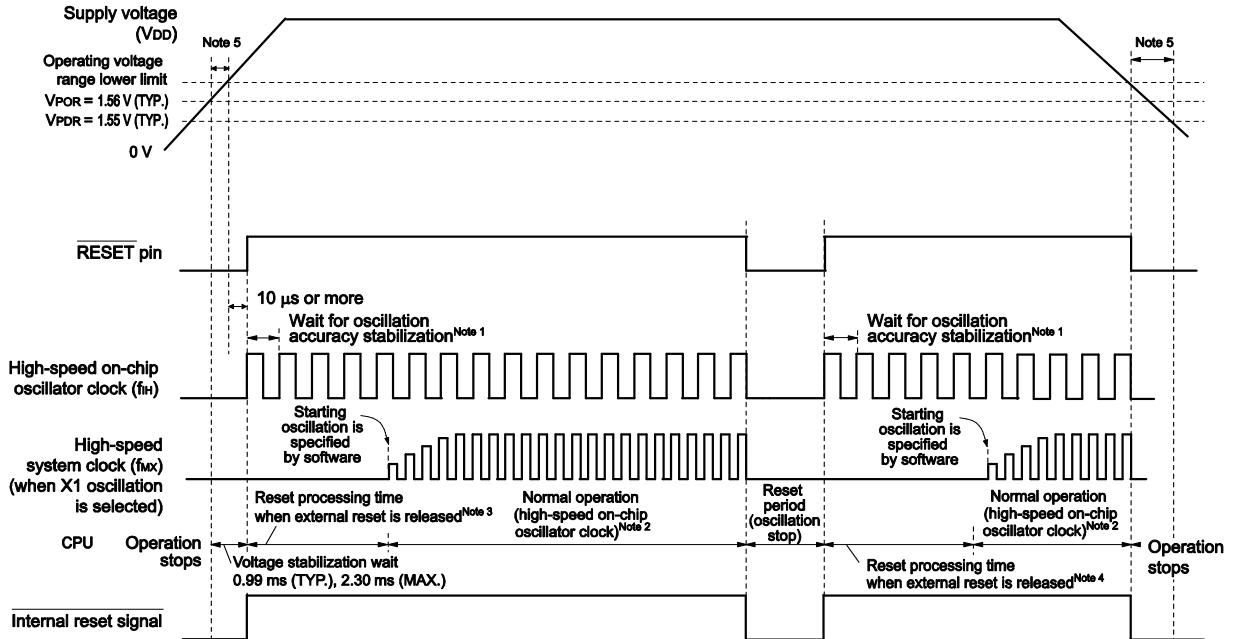 Supply voltage
(VDD)
Note 5
Note 5
Operating voltage
range lower limit
VPOR = 1.56 V (TYP.)
VPDR = 1.55 V (TYP.)
0 V
RESET pin
10 μs or more
Wait for oscillation
accuracy stabilization Note 1
Wait for oscillation
accuracy stabilization Note 1
High-speed on-chip
oscillator clock (fIH)
Starting
oscillation is
specified
by software
Starting
oscillation is
specified
by software
High-speed
system clock (fMX)
(when X1 oscillation
is selected)
Reset processing time
when external reset is released Note 3
Normal operation
(high-speed on-chip
oscillator clock) Note 2
Reset
period
(oscillation
stop)
Normal operation
(high-speed on-chip
oscillator clock) Note 2
CPU
Operation
stops
Voltage stabilization wait
0.99 ms (TYP.), 2.30 ms (MAX.)
Reset processing time
when external reset is released Note 4
Operation
stops
Internal reset signal